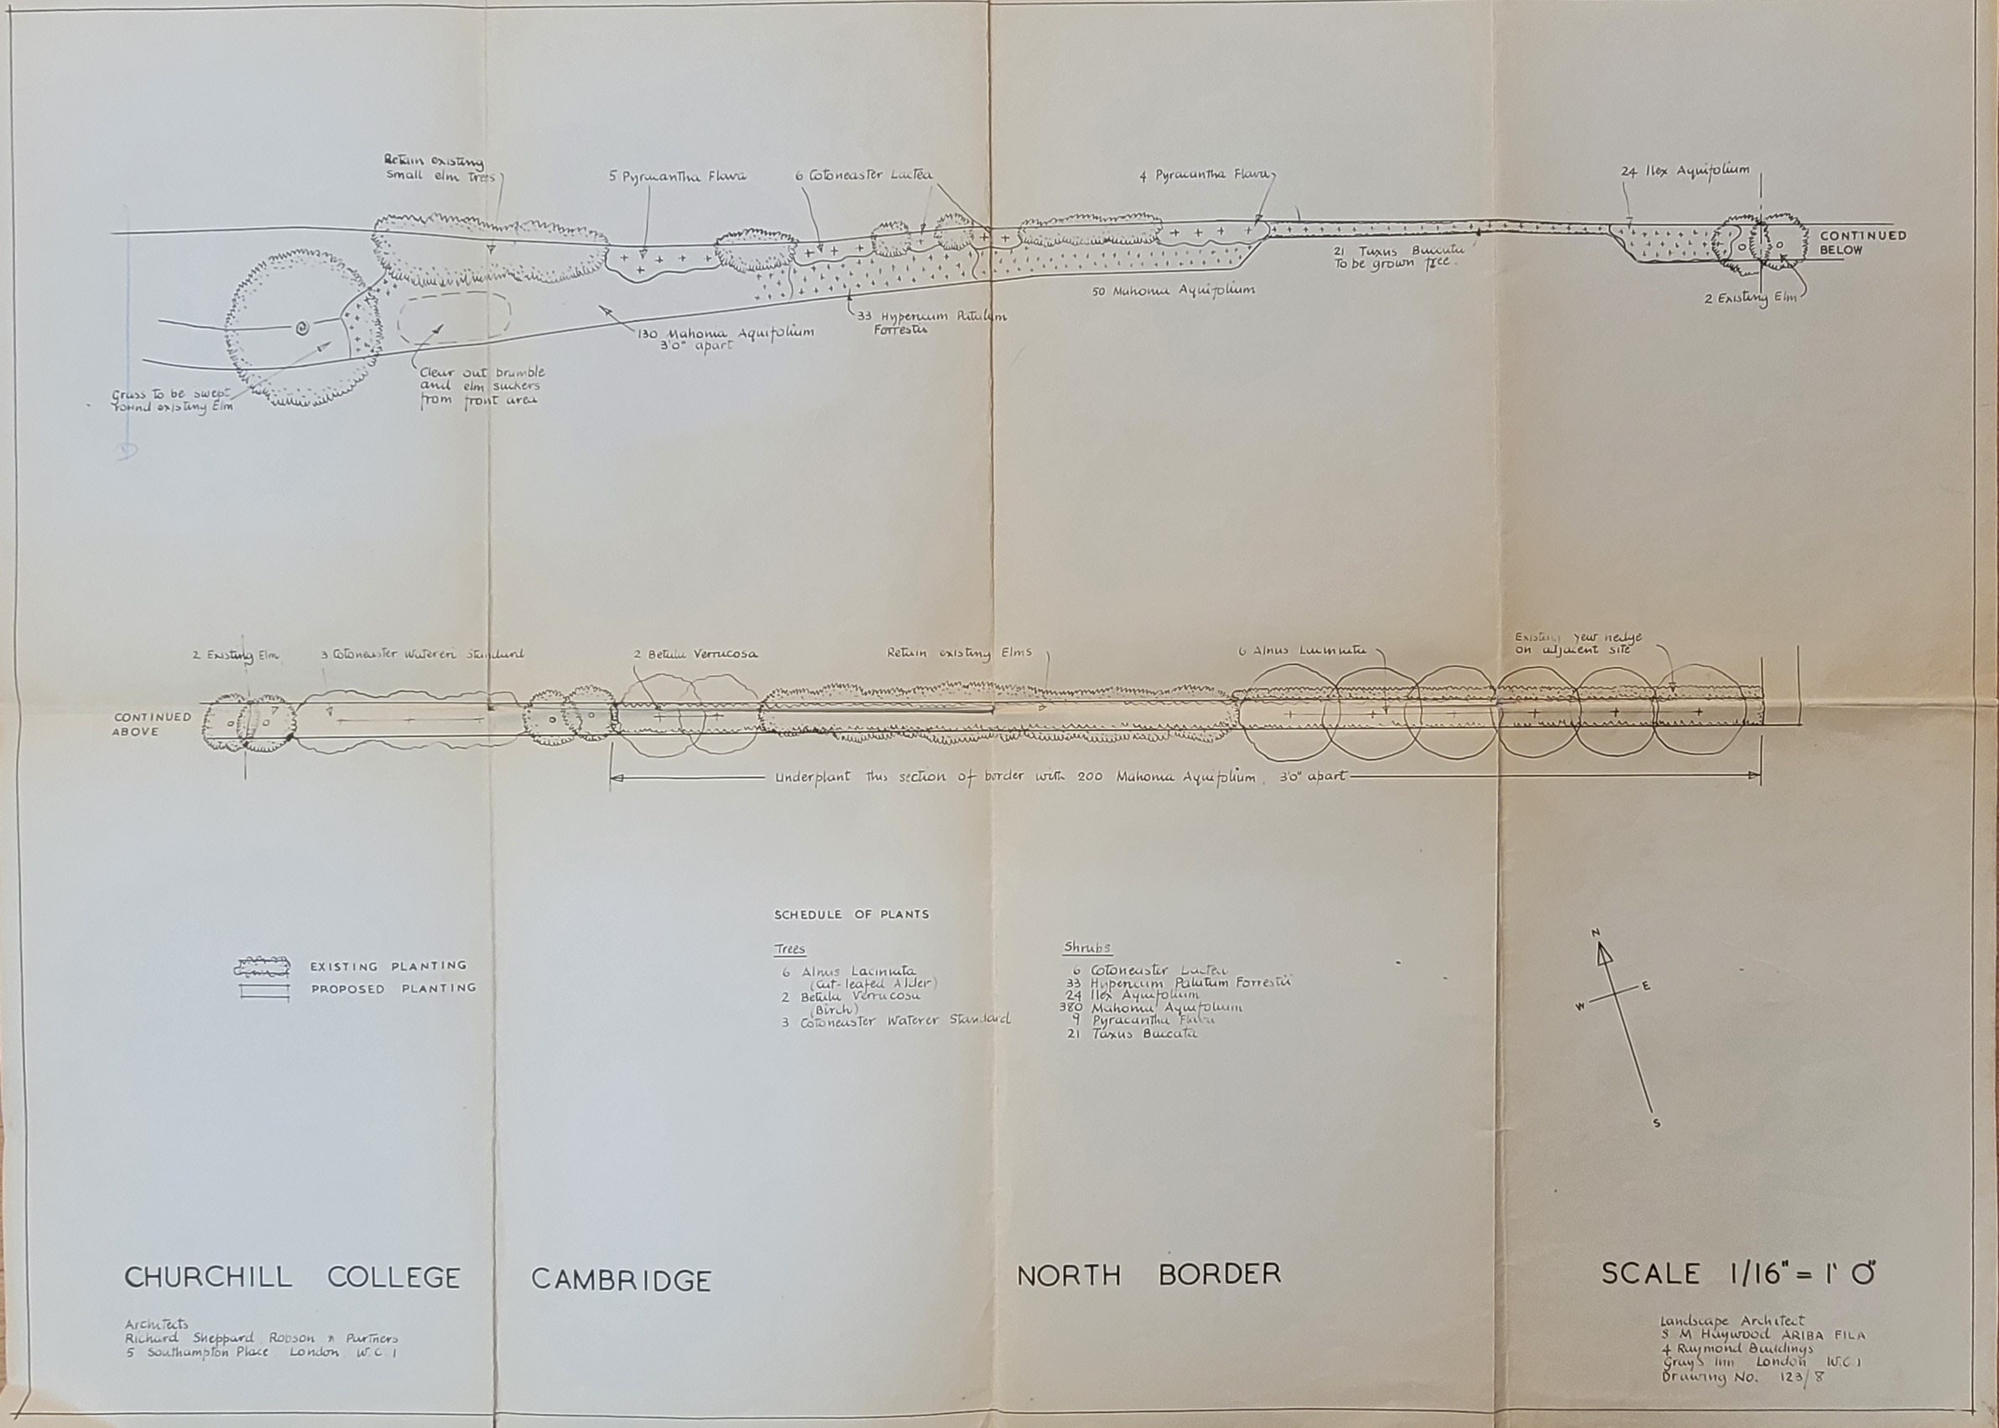 Retain existing
small elm trees
5 Pyracantha Flava
6 Cotoneaster Lactea
4 Pyracantha Flava
24 Ilex Aquifolium
CONTINUED
BELOW
21 Taxus Baccata
To be grown free.
2 Existing Elm
50 Mahonia Aquifolium
33 Hypericum Patulum
Forrestii
130 Mahonia Aquifolium
3'0" apart
Clear out bramble
and elm suckers
from front area
Grass to be swept
round existing Elm
2 Existing Elm
3 Cotoneaster Watereri Standard
2 Betula Verrucosa
Retain existing Elms
6 Alnus Laciniata
Existing yew hedge
on adjacent site
CONTINUED
ABOVE
Underplant this section of border with 200 Mahonia Aquifolium, 3'0" apart
SCHEDULE OF PLANTS
Trees
6 Alnus Laciniata
(Cut-leafed Alder)
2 Betula Verrucosa
(Birch)
3 Cotoneaster Waterer Standard
Shrubs
6 Cotoneaster Lactea
33 Hypericum Patulum Forrestii
24 Ilex Aquifolium
380 Mahonia Aquifolium
9 Pyracantha Flava
21 Taxus Baccata
EXISTING PLANTING
PROPOSED PLANTING
N
E
W
S
CHURCHILL COLLEGE CAMBRIDGE
NORTH BORDER
SCALE 1/16" = 1' 0"
Architects
Richard Sheppard Robson & Partners
5 Southampton Place London W.C.1
Landscape Architect
S M Haywood ARIBA FILA
4 Raymond Buildings
Gray's Inn London W.C.1
Drawing No. 123/8